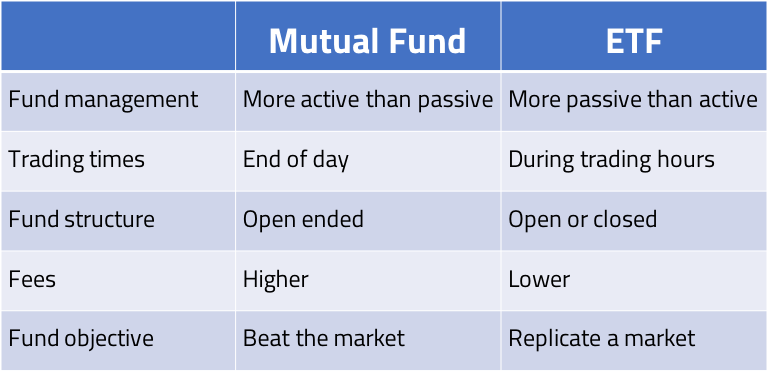 Mutual Fund ETF
Fund management More active than passive More passive than active
Trading times End of day During trading hours
Fund structure Open ended Open or closed
Fees Higher Lower
Fund objective Beat the market Replicate a market